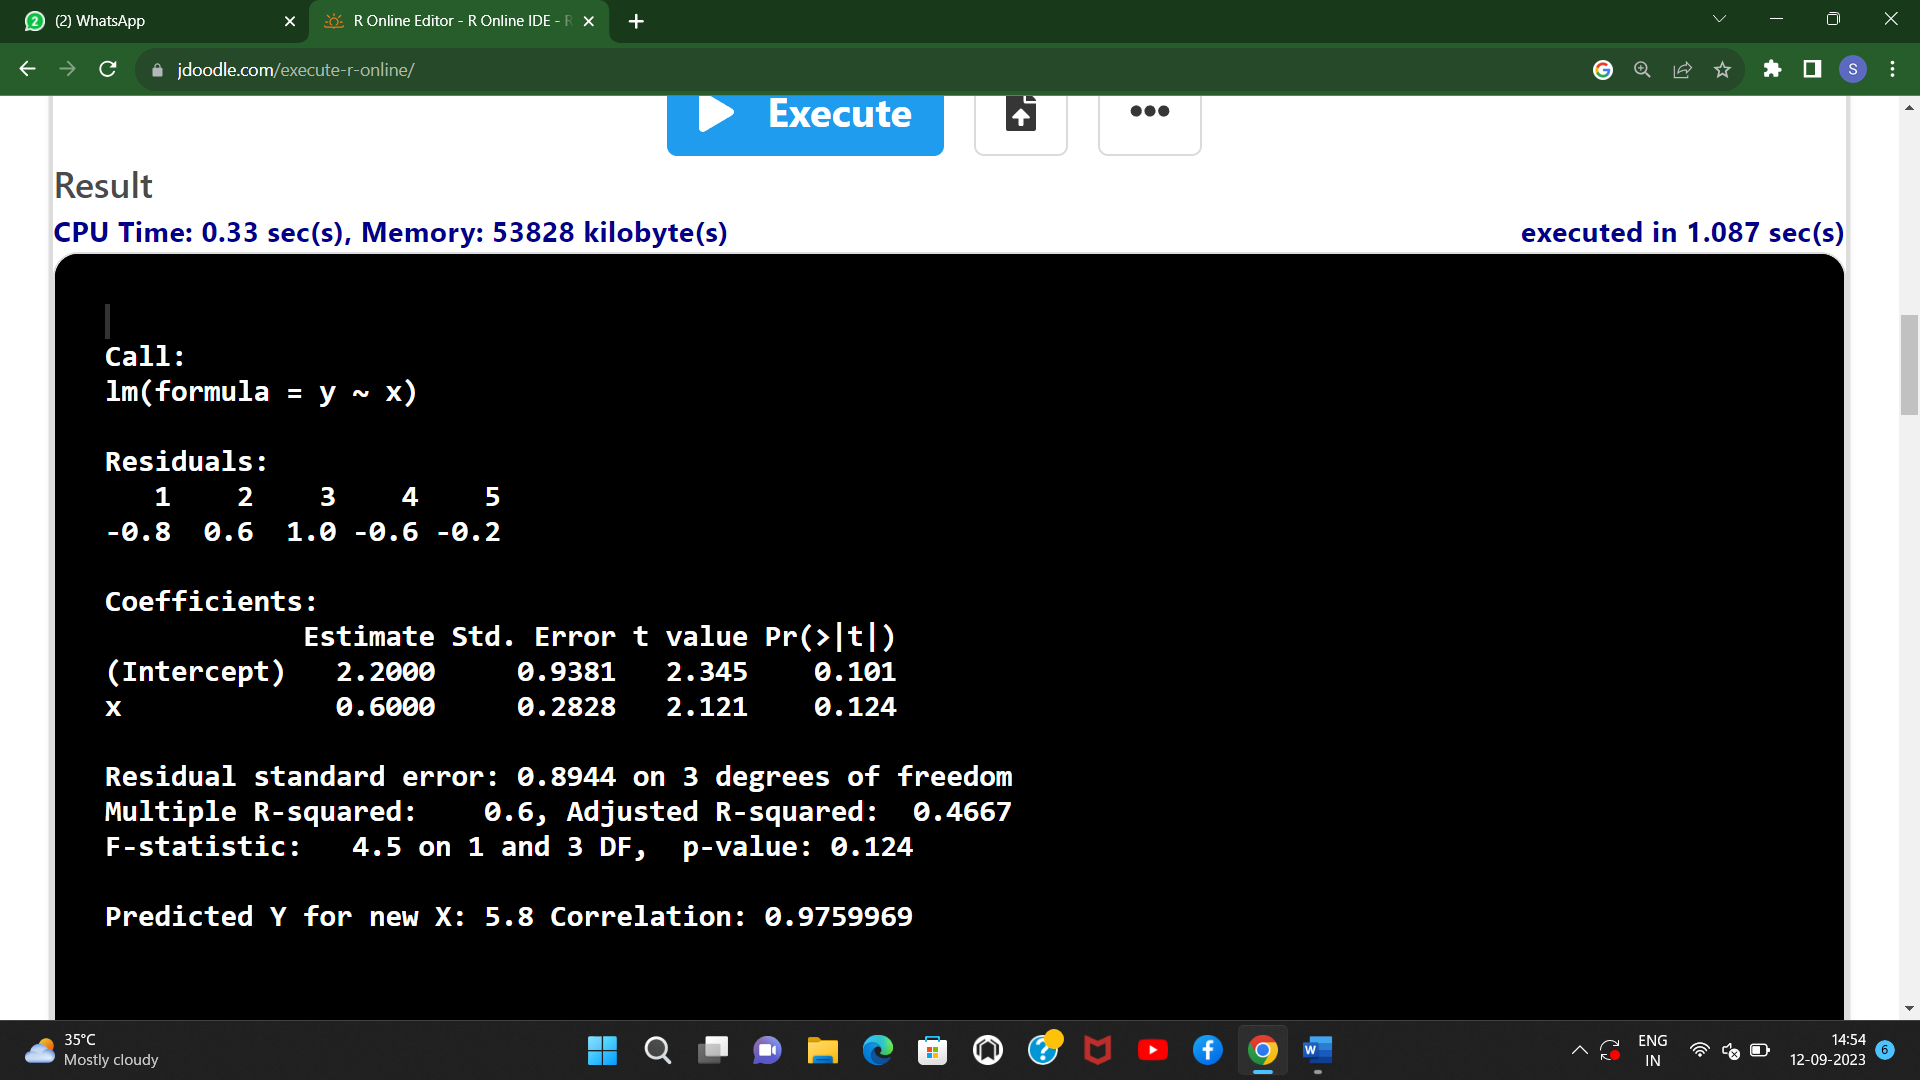 (2) WhatsApp
R Online Editor - R Online IDE -
jdoodle.com/execute-r-online/
S
Execute
Result
CPU Time: 0.33 sec(s), Memory: 53828 kilobyte(s)
executed in 1.087 sec(s)
Call:
lm(formula = y ~ x)
Residuals:
1 2 3 4 5
-0.8 0.6 1.0 -0.6 -0.2
Coefficients:
Estimate Std. Error t value Pr(>|t|)
(Intercept) 2.2000 0.9381 2.345 0.101
x 0.6000 0.2828 2.121 0.124
Residual standard error: 0.8944 on 3 degrees of freedom
Multiple R-squared: 0.6, Adjusted R-squared: 0.4667
F-statistic: 4.5 on 1 and 3 DF, p-value: 0.124
Predicted Y for new X: 5.8 Correlation: 0.9759969
35°C
Mostly cloudy
ENG
IN
14:54
12-09-2023
6